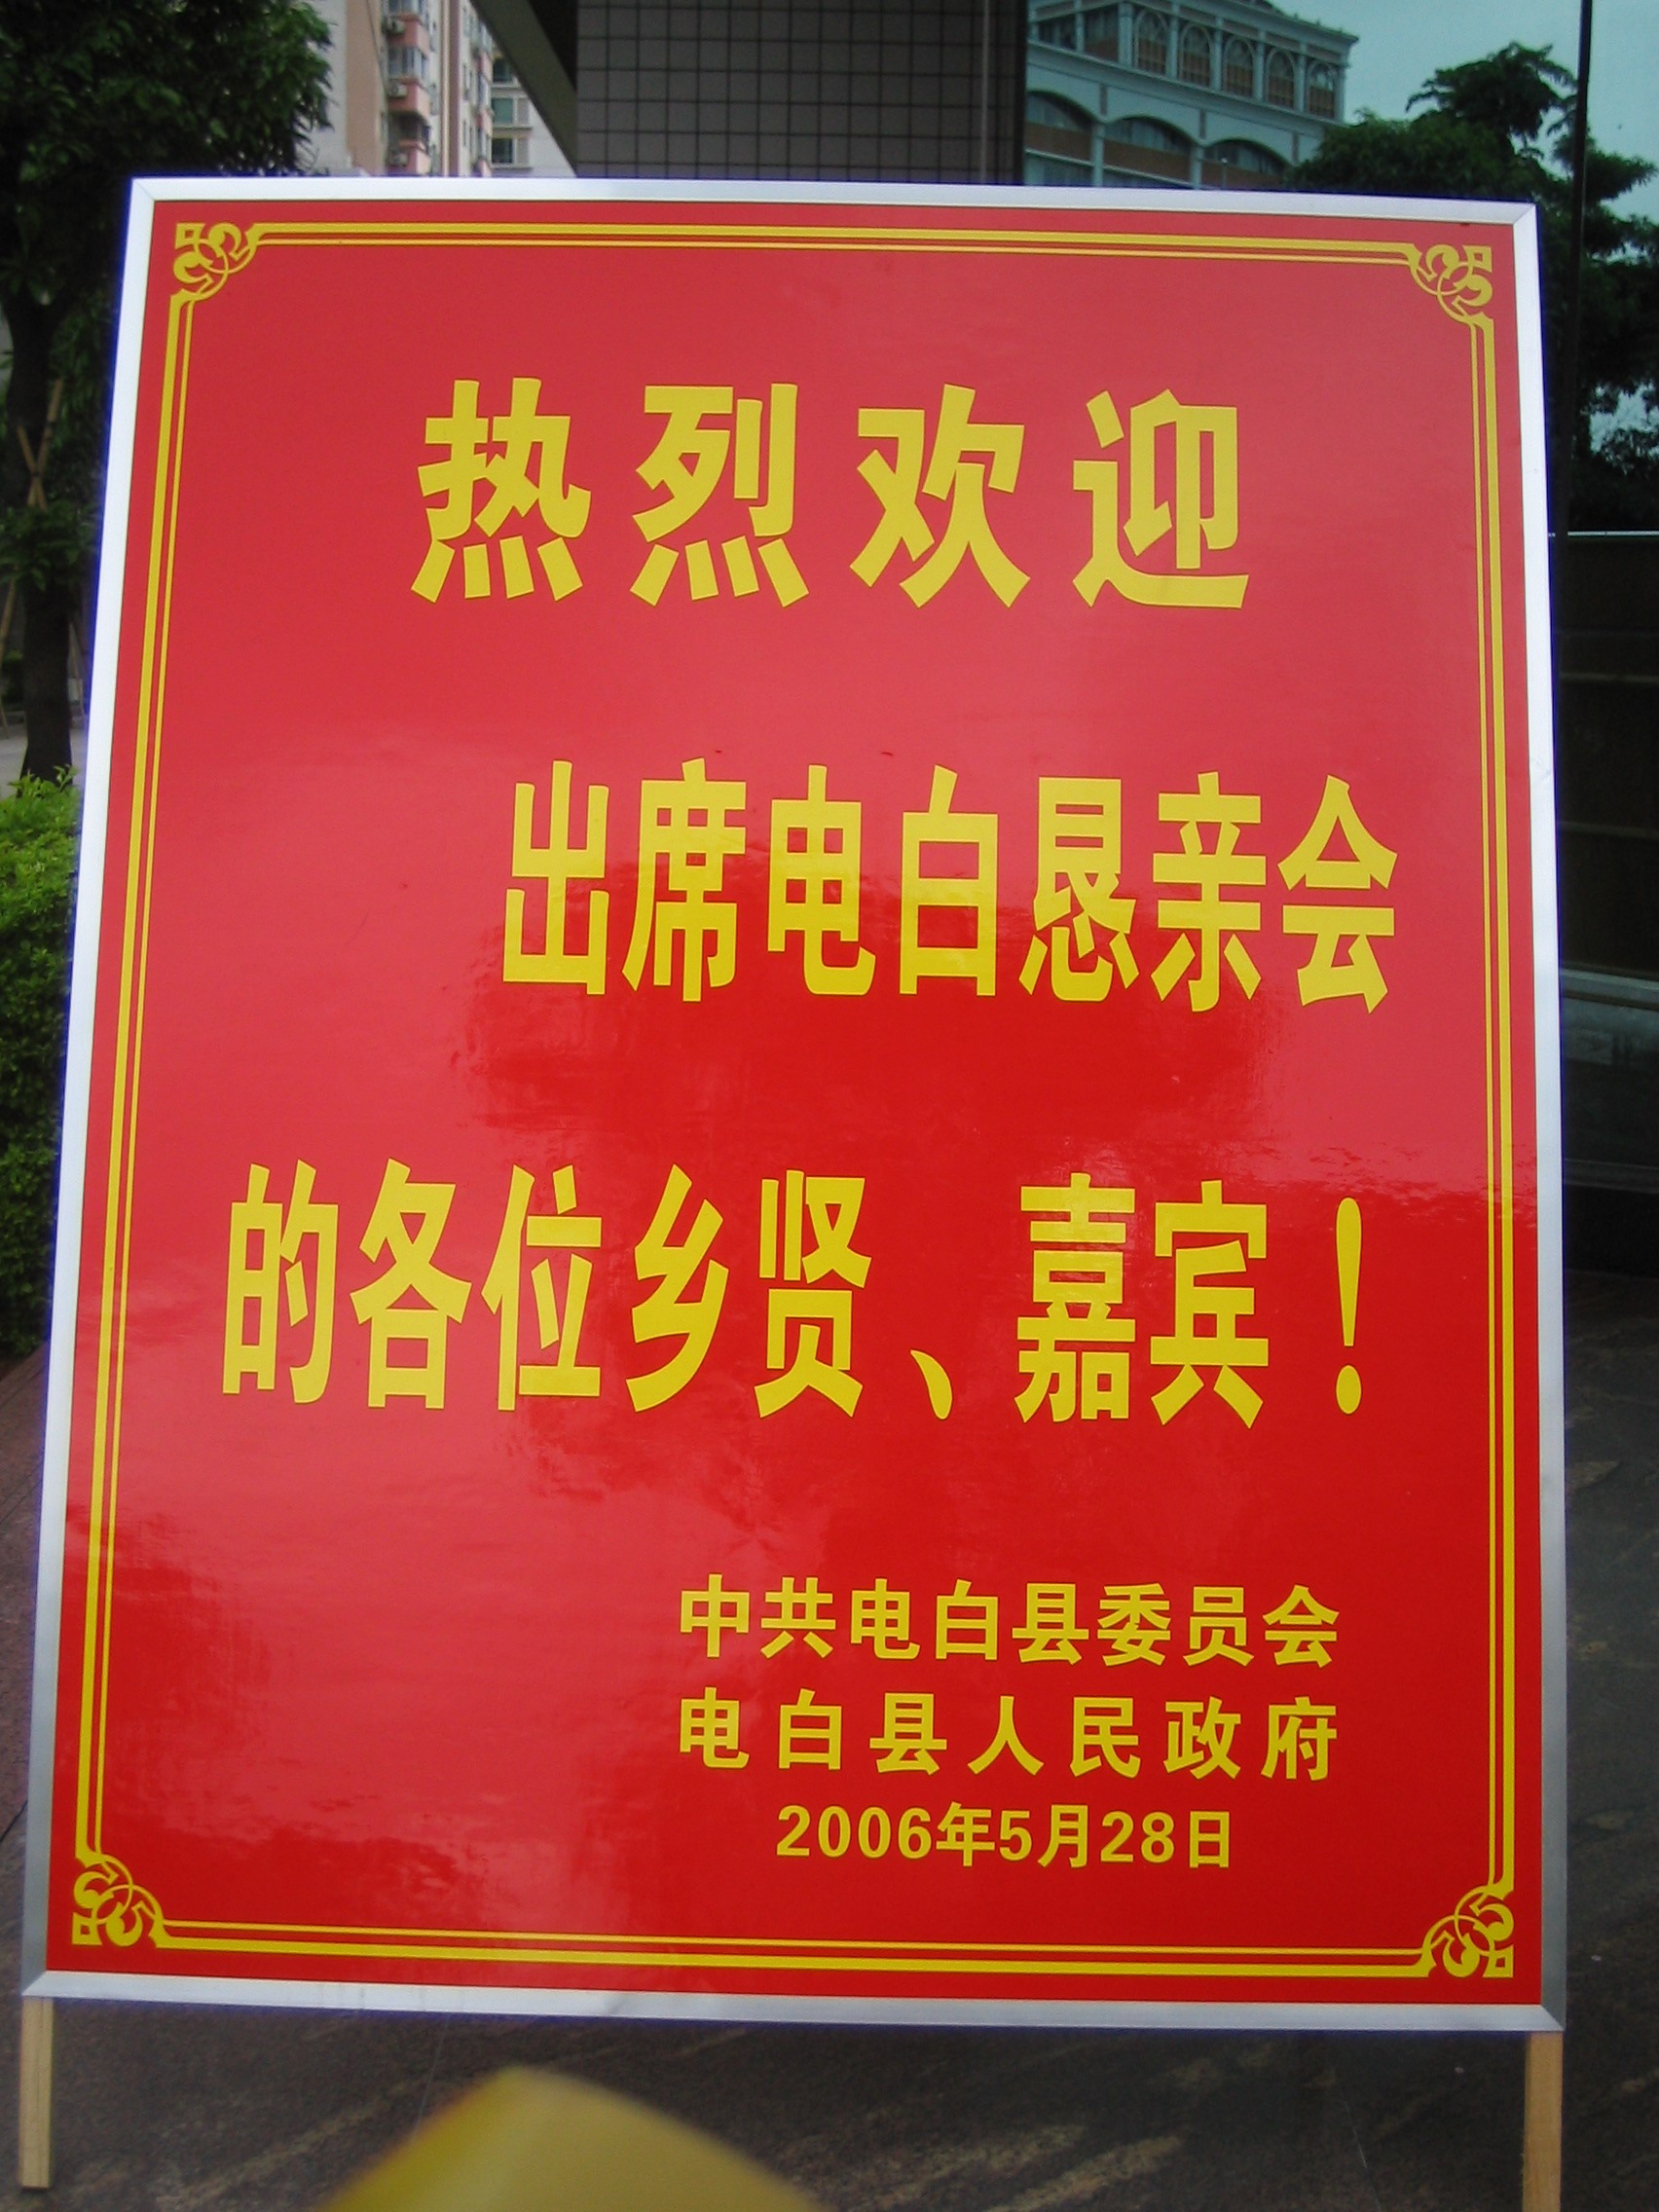 热烈欢迎
出席电白恳亲会
的各位乡贤、嘉宾！
中共电白县委员会
电白县人民政府
2006年5月28日